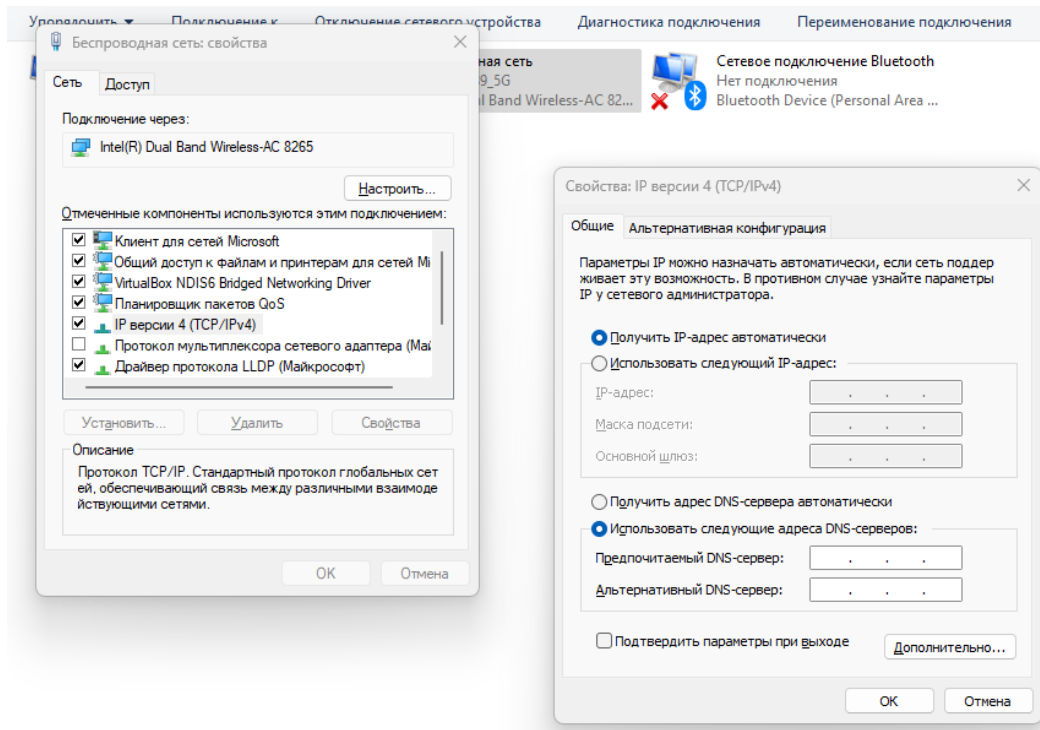 Упорядочить Подключение к Отключение сетевого устройства Диагностика подключения Переименование подключения
ная сеть
9_5G
Band Wireless-AC 82...
Сетевое подключение Bluetooth
Нет подключения
Bluetooth Device (Personal Area ...
Беспроводная сеть: свойства
Сеть Доступ
Подключение через:
Intel(R) Dual Band Wireless-AC 8265
Настроить...
Отмеченные компоненты используются этим подключением:
Клиент для сетей Microsoft
Общий доступ к файлам и принтерам для сетей Mi
VirtualBox NDIS6 Bridged Networking Driver
Планировщик пакетов QoS
IP версии 4 (TCP/IPv4)
Протокол мультиплексора сетевого адаптера (Май
Драйвер протокола LLDP (Майкрософт)
Установить... Удалить Свойства
Описание
Протокол TCP/IP. Стандартный протокол глобальных сет
ей, обеспечивающий связь между различными взаимоде
йствующими сетями.
OK Отмена
Свойства: IP версии 4 (TCP/IPv4)
Общие Альтернативная конфигурация
Параметры IP можно назначать автоматически, если сеть поддер
живает эту возможность. В противном случае узнайте параметры
IP у сетевого администратора.
Получить IP-адрес автоматически
Использовать следующий IP-адрес:
IP-адрес: . . .
Маска подсети: . . .
Основной шлюз: . . .
Получить адрес DNS-сервера автоматически
Использовать следующие адреса DNS-серверов:
Предпочитаемый DNS-сервер: . . .
Альтернативный DNS-сервер: . . .
Подтвердить параметры при выходе
Дополнительно...
OK Отмена